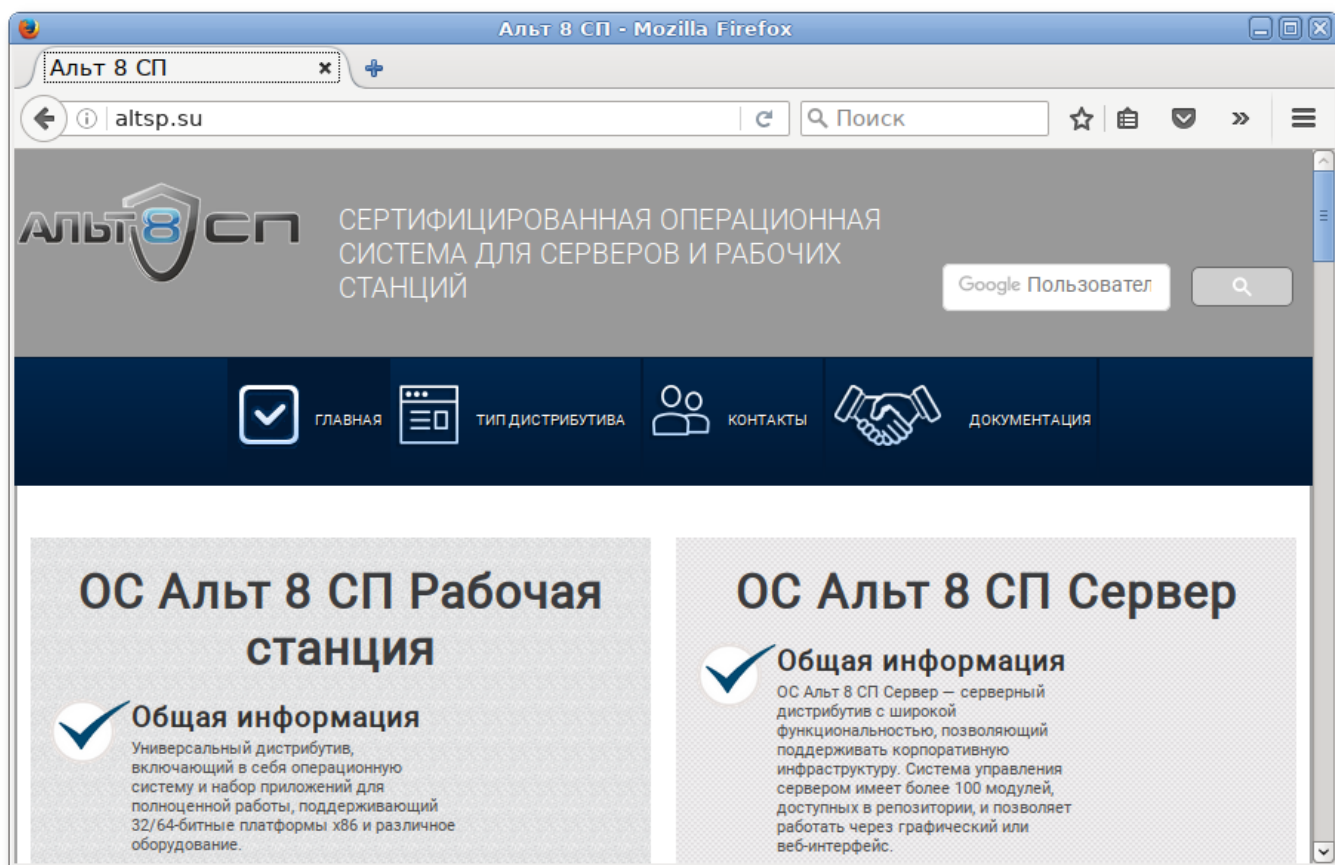 Альт 8 СП - Mozilla Firefox
Альт 8 СП
altsp.su
Поиск
АЛЬТ 8 СП
СЕРТИФИЦИРОВАННАЯ ОПЕРАЦИОННАЯ
СИСТЕМА ДЛЯ СЕРВЕРОВ И РАБОЧИХ
СТАНЦИЙ
Google Пользовател
ГЛАВНАЯ
ТИП ДИСТРИБУТИВА
КОНТАКТЫ
ДОКУМЕНТАЦИЯ
ОС Альт 8 СП Рабочая
станция
Общая информация
Универсальный дистрибутив,
включающий в себя операционную
систему и набор приложений для
полноценной работы, поддерживающий
32/64-битные платформы x86 и различное
оборудование.
ОС Альт 8 СП Сервер
Общая информация
ОС Альт 8 СП Сервер — серверный
дистрибутив с широкой
функциональностью, позволяющий
поддерживать корпоративную
инфраструктуру. Система управления
сервером имеет более 100 модулей,
доступных в репозитории, и позволяет
работать через графический или
веб-интерфейс.